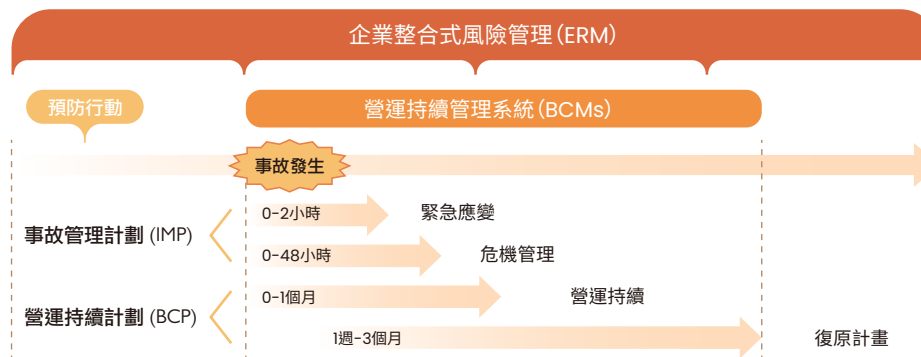 企業整合式風險管理(ERM)
預防行動
營運持續管理系統(BCMs)
事故發生
0-2小時
緊急應變
事故管理計劃 (IMP)
0-48小時
危機管理
0-1個月
營運持續
營運持續計劃 (BCP)
1週-3個月
復原計畫